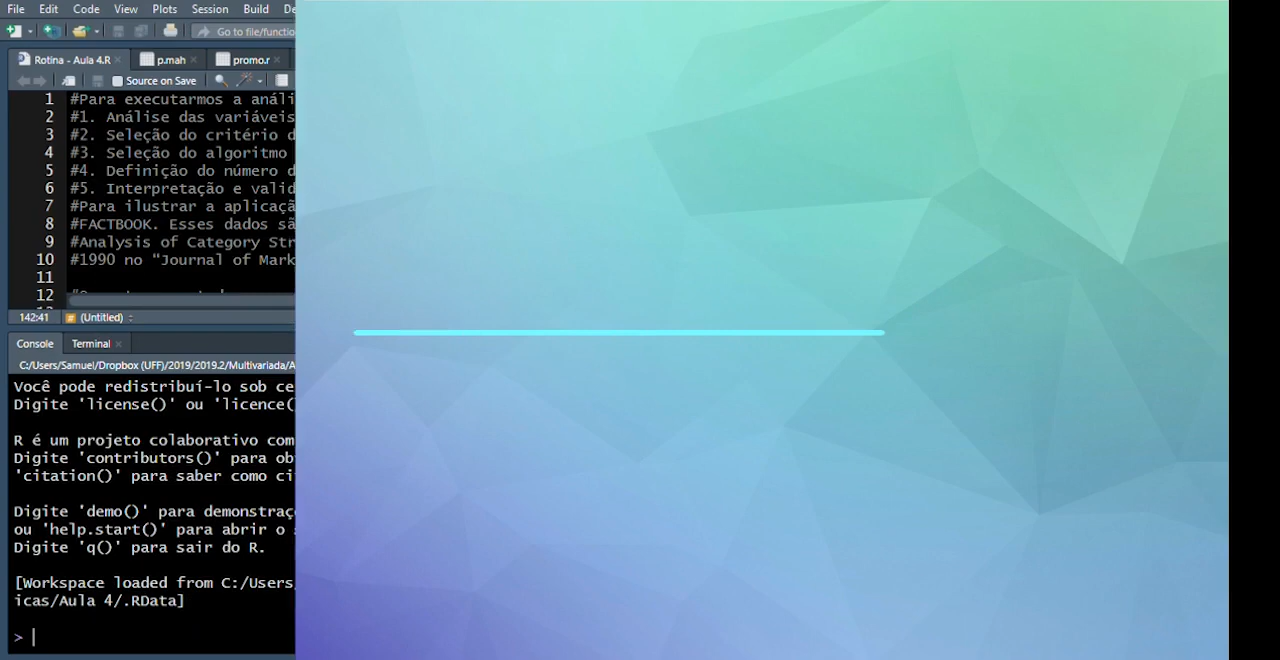 File Edit Code View Plots Session Build De
Go to file/functio
Rotina - Aula 4.R p.mah promo.r
Source on Save
1 #Para executarmos a análi
2 #1. Análise das variáveis
3 #2. Seleção do critério d
4 #3. Seleção do algoritmo
5 #4. Definição do número d
6 #5. Interpretação e valid
7 #Para ilustrar a aplicaçã
8 #FACTBOOK. Esses dados sã
9 #Analysis of Category Str
10 #1990 no "Journal of Mark
11
12
142:41 (Untitled)
Console Terminal
C:/Users/Samuel/Dropbox (UFF)/2019/2019.2/Multivariada/A
Você pode redistribuí-lo sob ce
Digite 'license()' ou 'licence(
R é um projeto colaborativo com
Digite 'contributors()' para ob
'citation()' para saber como ci
Digite 'demo()' para demonstraç
ou 'help.start()' para abrir o
Digite 'q()' para sair do R.
[Workspace loaded from C:/Users/
icas/Aula 4/.RData]
>